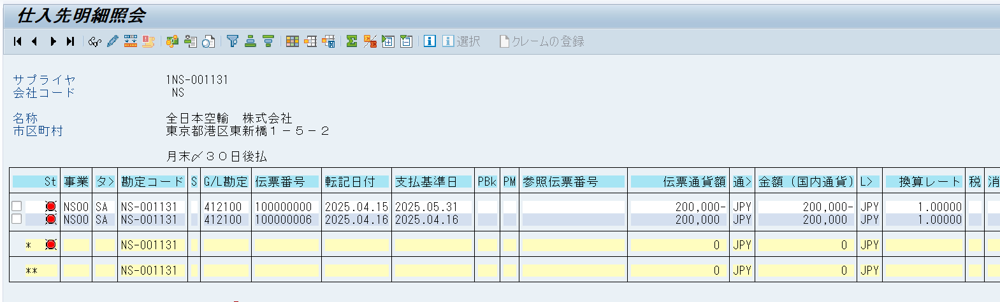 仕入先明細照会
選択 クレームの登録
サプライヤ 1NS-001131
会社コード NS
名称 全日本空輸 株式会社
市区町村 東京都港区東新橋１－５－２
月末〆３０日後払
St 事業 タ> 勘定コード S G/L勘定 伝票番号 転記日付 支払基準日 PBk PM 参照伝票番号 伝票通貨額 通> 金額（国内通貨) L> 換算レート 税 消
NS00 SA NS-001131 412100 100000000 2025.04.15 2025.05.31 200,000- JPY 200,000- JPY 1.00000
NS00 SA NS-001131 412100 100000006 2025.04.16 2025.04.16 200,000 JPY 200,000 JPY 1.00000
* NS-001131 0 JPY 0 JPY
** NS-001131 0 JPY 0 JPY